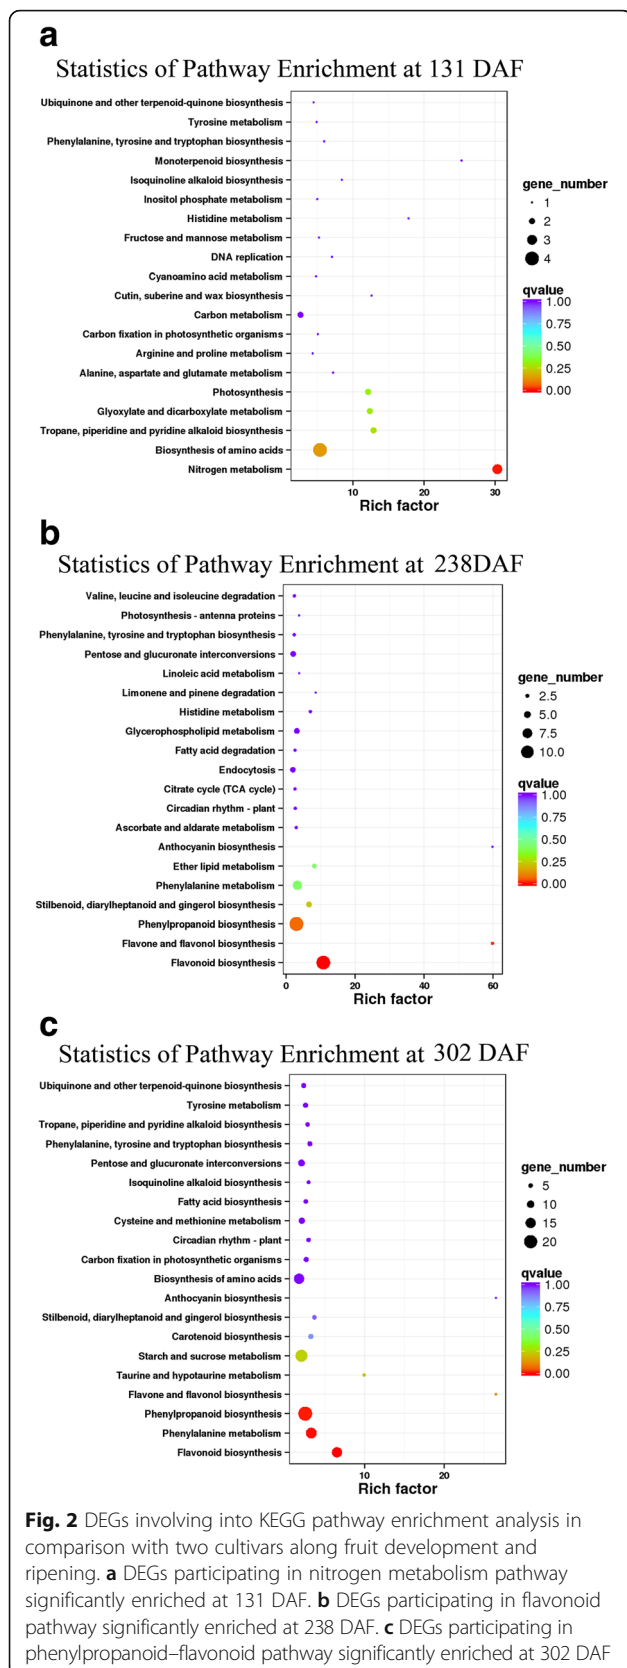 a
Statistics of Pathway Enrichment at 131 DAF
Ubiquinone and other terpenoid-quinone biosynthesis
Tyrosine metabolism
Phenylalanine, tyrosine and tryptophan biosynthesis
Monoterpenoid biosynthesis
Isoquinoline alkaloid biosynthesis
Inositol phosphate metabolism
Histidine metabolism
Fructose and mannose metabolism
DNA replication
Cyanoamino acid metabolism
Cutin, suberine and wax biosynthesis
Carbon metabolism
Carbon fixation in photosynthetic organisms
Arginine and proline metabolism
Alanine, aspartate and glutamate metabolism
Photosynthesis
Glyoxylate and dicarboxylate metabolism
Tropane, piperidine and pyridine alkaloid biosynthesis
Biosynthesis of amino acids
Nitrogen metabolism
10 20 30
Rich factor
gene_number
1
2
3
4
qvalue
1.00
0.75
0.50
0.25
0.00
b
Statistics of Pathway Enrichment at 238DAF
Valine, leucine and isoleucine degradation
Photosynthesis - antenna proteins
Phenylalanine, tyrosine and tryptophan biosynthesis
Pentose and glucuronate interconversions
Linoleic acid metabolism
Limonene and pinene degradation
Histidine metabolism
Glycerophospholipid metabolism
Fatty acid degradation
Endocytosis
Citrate cycle (TCA cycle)
Circadian rhythm - plant
Ascorbate and aldarate metabolism
Anthocyanin biosynthesis
Ether lipid metabolism
Phenylalanine metabolism
Stilbenoid, diarylheptanoid and gingerol biosynthesis
Phenylpropanoid biosynthesis
Flavone and flavonol biosynthesis
Flavonoid biosynthesis
0 20 40 60
Rich factor
gene_number
2.5
5.0
7.5
10.0
qvalue
1.00
0.75
0.50
0.25
0.00
c
Statistics of Pathway Enrichment at 302 DAF
Ubiquinone and other terpenoid-quinone biosynthesis
Tyrosine metabolism
Tropane, piperidine and pyridine alkaloid biosynthesis
Phenylalanine, tyrosine and tryptophan biosynthesis
Pentose and glucuronate interconversions
Isoquinoline alkaloid biosynthesis
Fatty acid biosynthesis
Cysteine and methionine metabolism
Circadian rhythm - plant
Carbon fixation in photosynthetic organisms
Biosynthesis of amino acids
Anthocyanin biosynthesis
Stilbenoid, diarylheptanoid and gingerol biosynthesis
Carotenoid biosynthesis
Starch and sucrose metabolism
Taurine and hypotaurine metabolism
Flavone and flavonol biosynthesis
Phenylpropanoid biosynthesis
Phenylalanine metabolism
Flavonoid biosynthesis
10 20
Rich factor
gene_number
5
10
15
20
qvalue
1.00
0.75
0.50
0.25
0.00
Fig. 2 DEGs involving into KEGG pathway enrichment analysis in
comparison with two cultivars along fruit development and
ripening. a DEGs participating in nitrogen metabolism pathway
significantly enriched at 131 DAF. b DEGs participating in flavonoid
pathway significantly enriched at 238 DAF. c DEGs participating in
phenylpropanoid–flavonoid pathway significantly enriched at 302 DAF